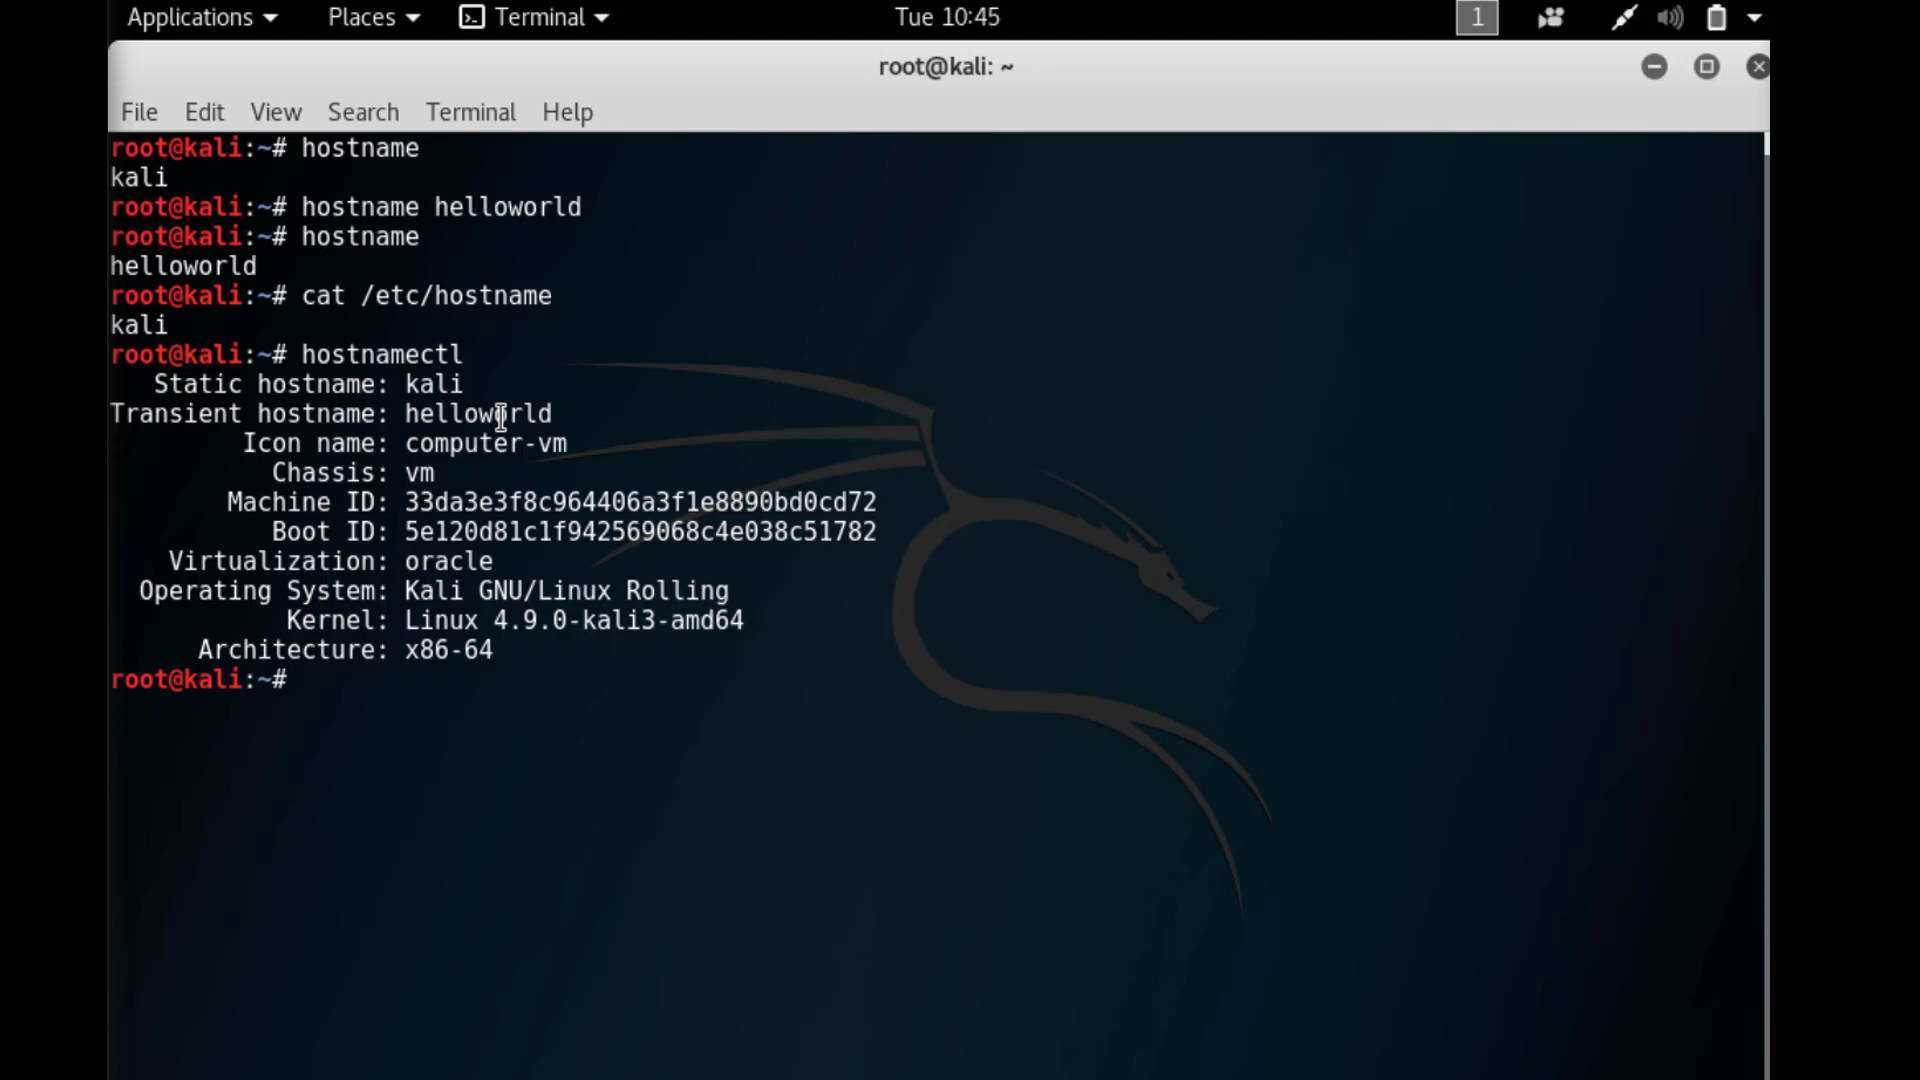 Applications Places Terminal Tue 10:45 1
root@kali: ~
File Edit View Search Terminal Help
root@kali:~# hostname
kali
root@kali:~# hostname helloworld
root@kali:~# hostname
helloworld
root@kali:~# cat /etc/hostname
kali
root@kali:~# hostnamectl
Static hostname: kali
Transient hostname: helloworld
Icon name: computer-vm
Chassis: vm
Machine ID: 33da3e3f8c964406a3f1e8890bd0cd72
Boot ID: 5e120d81c1f942569068c4e038c51782
Virtualization: oracle
Operating System: Kali GNU/Linux Rolling
Kernel: Linux 4.9.0-kali3-amd64
Architecture: x86-64
root@kali:~#